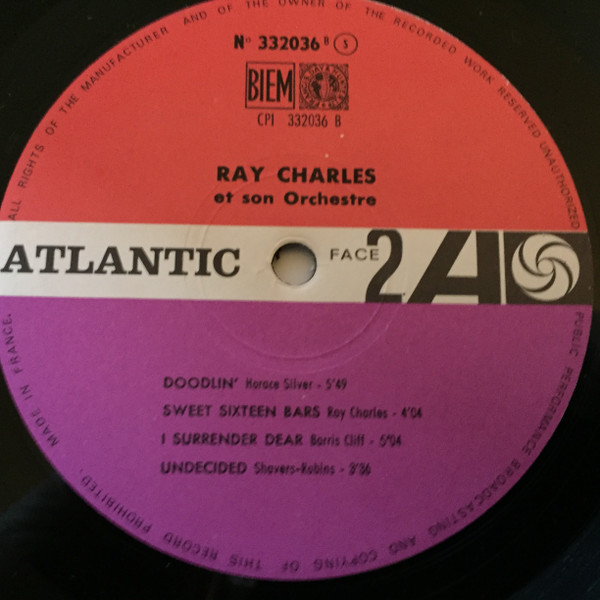 ALL RIGHTS OF THE MANUFACTURER AND OF THE OWNER OF THE RECORDED WORK RESERVED UNAUTHORIZED
PUBLIC PERFORMANCE BROADCASTING AND COPYING OF THIS RECORD PROHIBITED. MADE IN FRANCE.
No 332036 B S
BIEM
CPI 332036 B
RAY CHARLES
et son Orchestre
ATLANTIC FACE 2 A
DOODLIN' Horace Silver - 5'49
SWEET SIXTEEN BARS Ray Charles - 4'04
I SURRENDER DEAR Barris Cliff - 5'04
UNDECIDED Shavers-Robins - 3'36